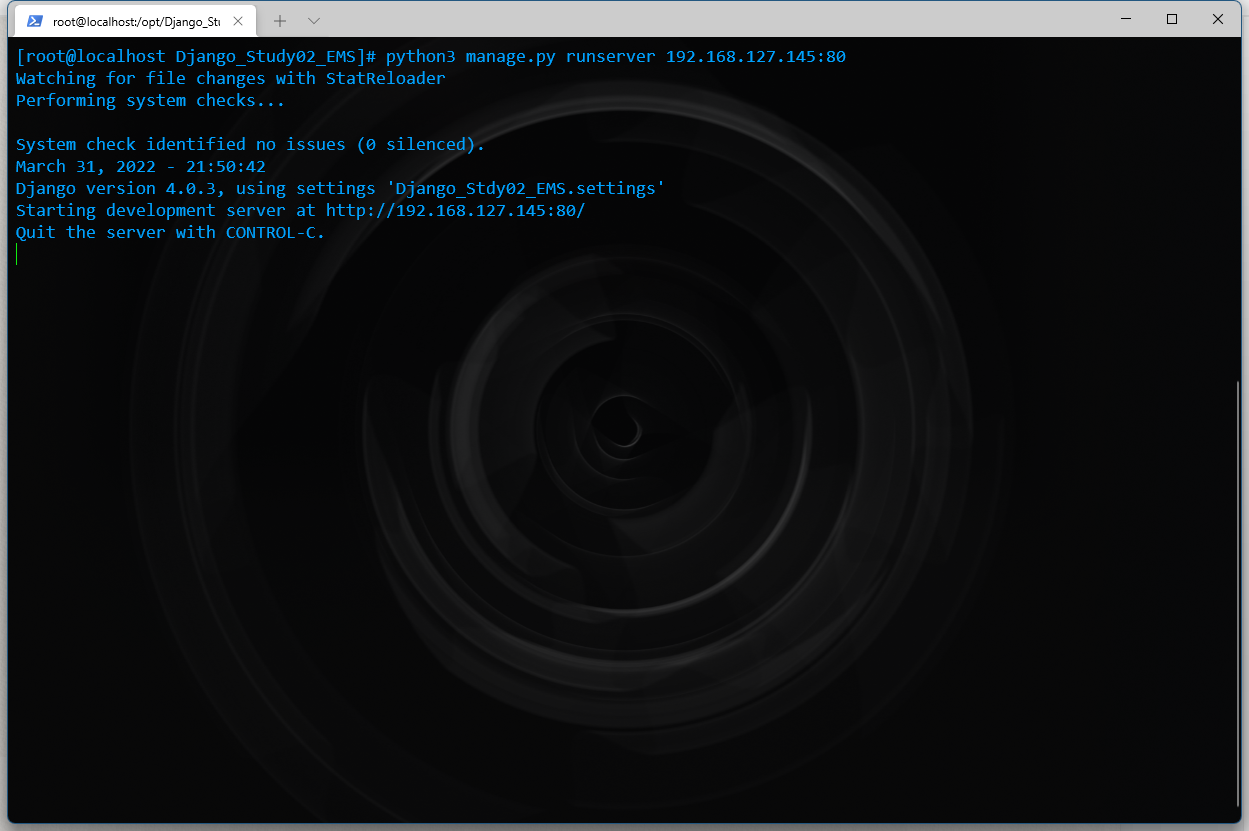 root@localhost:/opt/Django_Stu
[root@localhost Django_Study02_EMS]# python3 manage.py runserver 192.168.127.145:80
Watching for file changes with StatReloader
Performing system checks...
System check identified no issues (0 silenced).
March 31, 2022 - 21:50:42
Django version 4.0.3, using settings 'Django_Stdy02_EMS.settings'
Starting development server at http://192.168.127.145:80/
Quit the server with CONTROL-C.